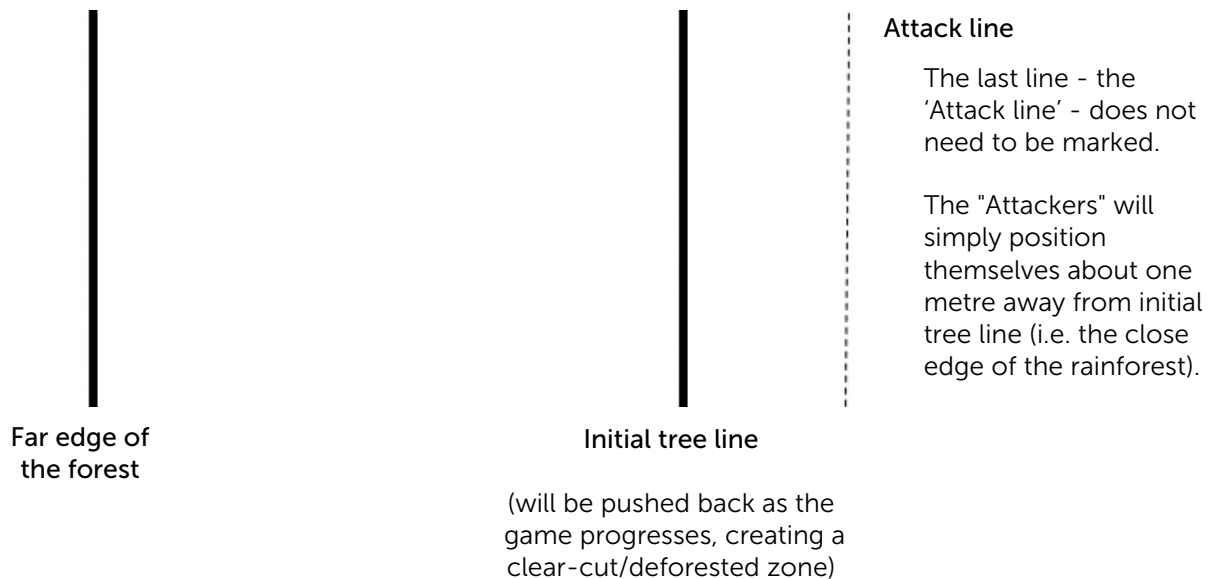 Attack line
The last line - the
‘Attack line’ - does not
need to be marked.
The "Attackers" will
simply position
themselves about one
metre away from initial
tree line (i.e. the close
edge of the rainforest).
Far edge of
the forest
Initial tree line
(will be pushed back as the
game progresses, creating a
clear-cut/deforested zone)